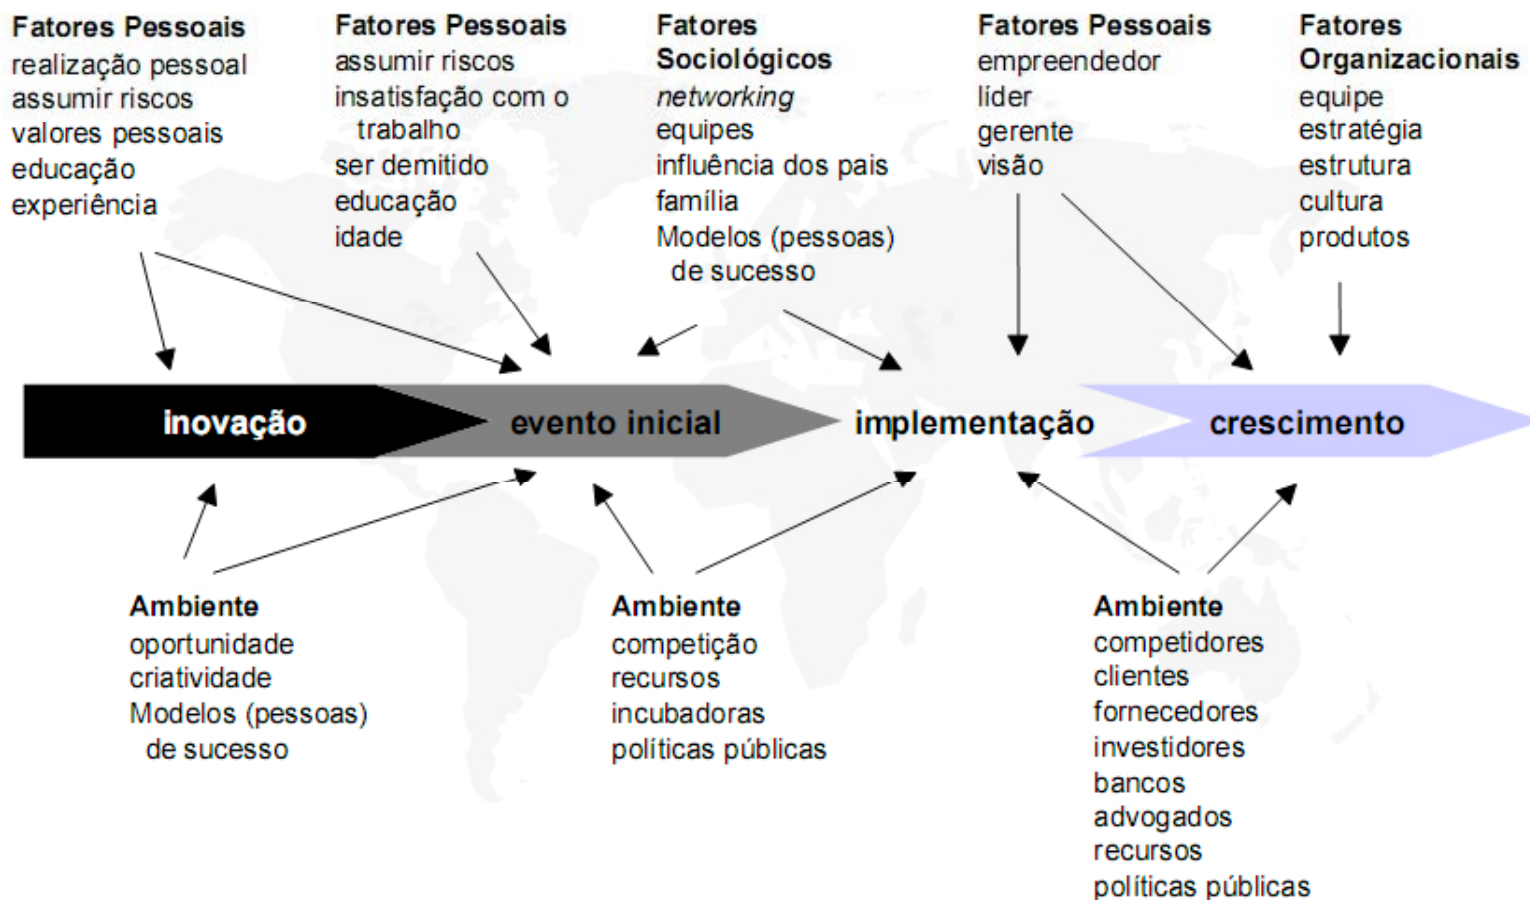 Fatores Pessoais
realização pessoal
assumir riscos
valores pessoais
educação
experiência
Fatores Pessoais
assumir riscos
insatisfação com o
trabalho
ser demitido
educação
idade
Fatores
Sociológicos
networking
equipes
influência dos pais
família
Modelos (pessoas)
de sucesso
Fatores Pessoais
empreendedor
líder
gerente
visão
Fatores
Organizacionais
equipe
estratégia
estrutura
cultura
produtos
inovação
evento inicial
implementação
crescimento
Ambiente
oportunidade
criatividade
Modelos (pessoas)
de sucesso
Ambiente
competição
recursos
incubadoras
políticas públicas
Ambiente
competidores
clientes
fornecedores
investidores
bancos
advogados
recursos
políticas públicas